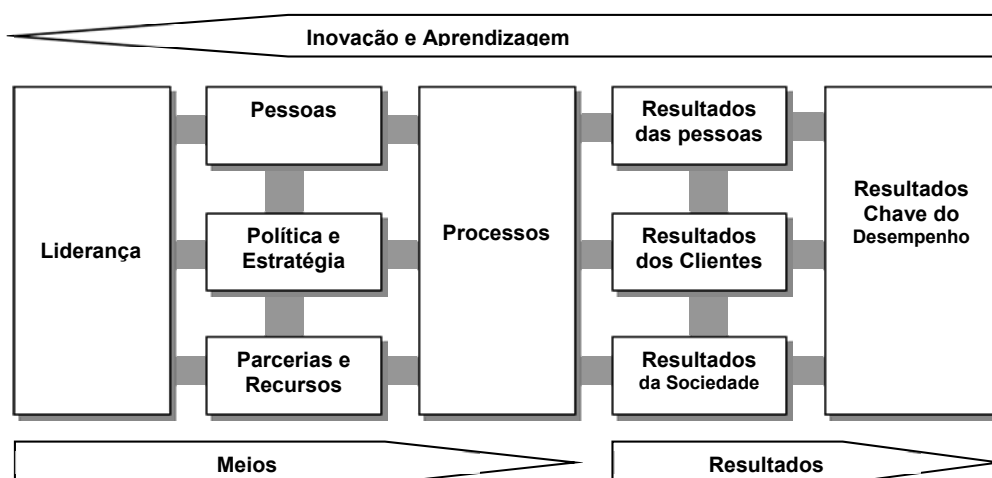 Inovação e Aprendizagem
Liderança
Pessoas
Política e
Estratégia
Parcerias e
Recursos
Processos
Resultados
das pessoas
Resultados
dos Clientes
Resultados
da Sociedade
Resultados
Chave do
Desempenho
Meios
Resultados